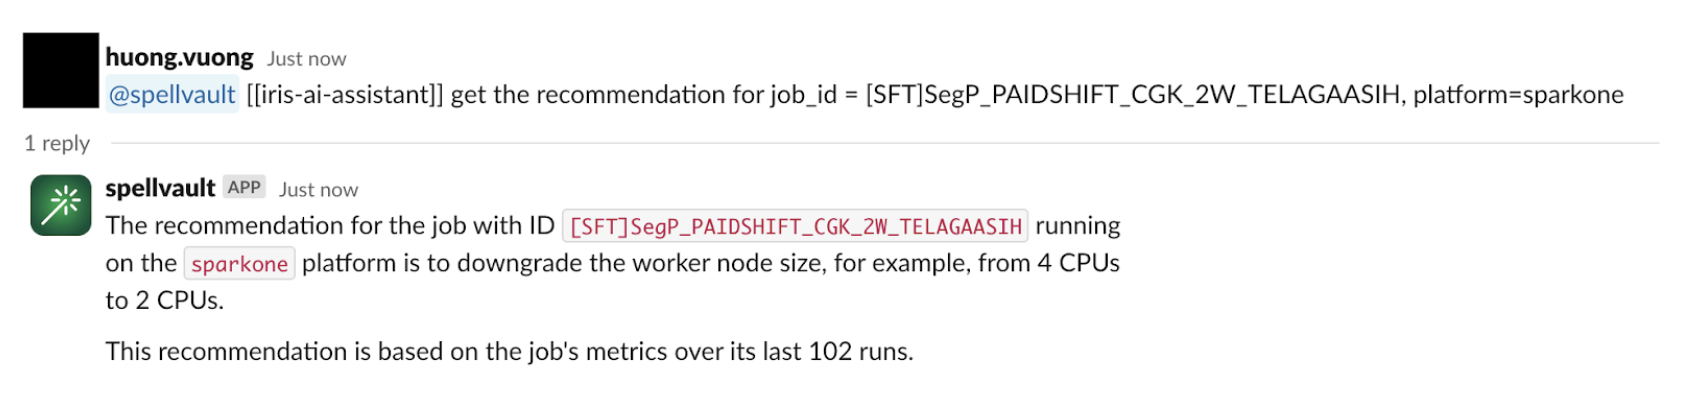 huong.vuong Just now
@spellvault [[iris-ai-assistant]] get the recommendation for job_id = [SFT]SegP_PAIDSHIFT_CGK_2W_TELAGAASIH, platform=sparkone
1 reply
spellvault APP Just now
The recommendation for the job with ID [SFT]SegP_PAIDSHIFT_CGK_2W_TELAGAASIH running
on the sparkone platform is to downgrade the worker node size, for example, from 4 CPUs
to 2 CPUs.
This recommendation is based on the job's metrics over its last 102 runs.